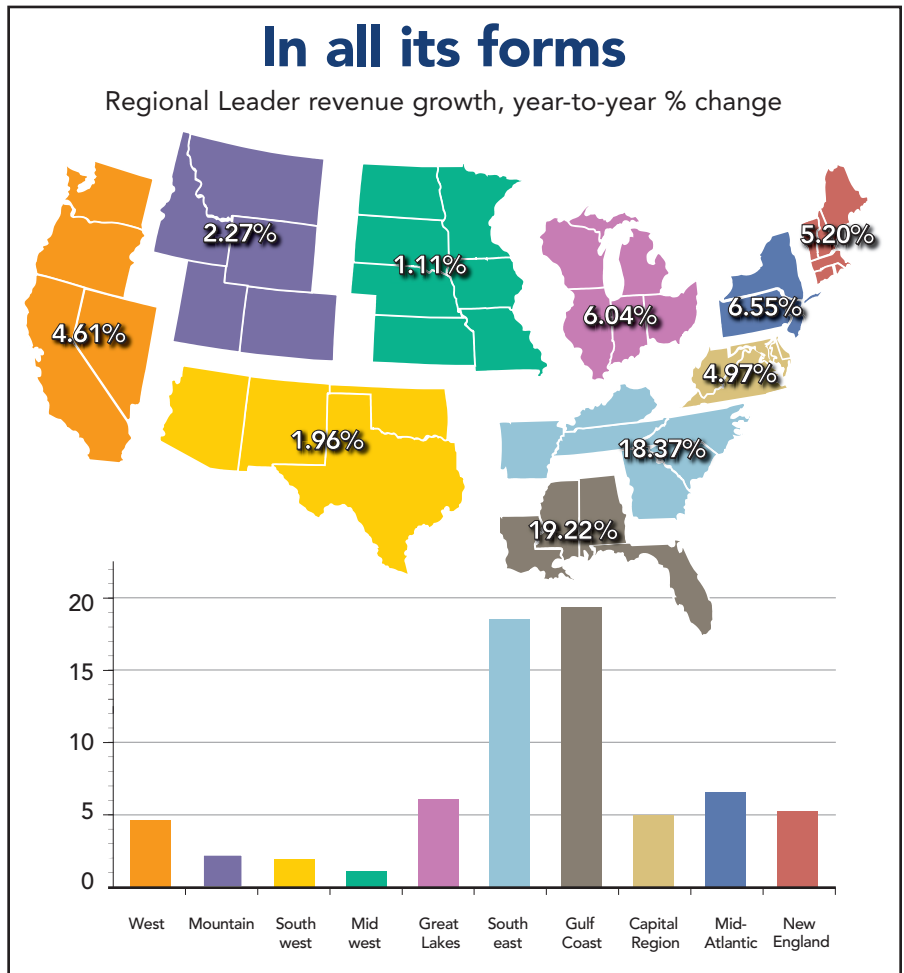 In all its forms
Regional Leader revenue growth, year-to-year % change
2.27%
5.20%
1.11%
6.55%
6.04%
4.61%
4.97%
1.96%
18.37%
19.22%
20
15
10
5
0
West
Mountain
South
west
Mid
west
Great
Lakes
South
east
Gulf
Coast
Capital
Region
Mid-
Atlantic
New
England